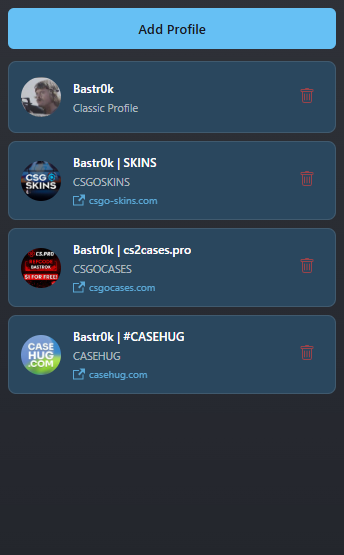 Add Profile
Bastr0k
Classic Profile
Bastr0k | SKINS
CSGOSKINS
csgo-skins.com
CSG
SKINS
Bastr0k | cs2cases.pro
CSGOCASES
csgocases.com
CS.PRO
BASTROK
$1 FOR FREE!
Bastr0k | #CASEHUG
CASEHUG
casehug.com
CASE
HUG
.COM